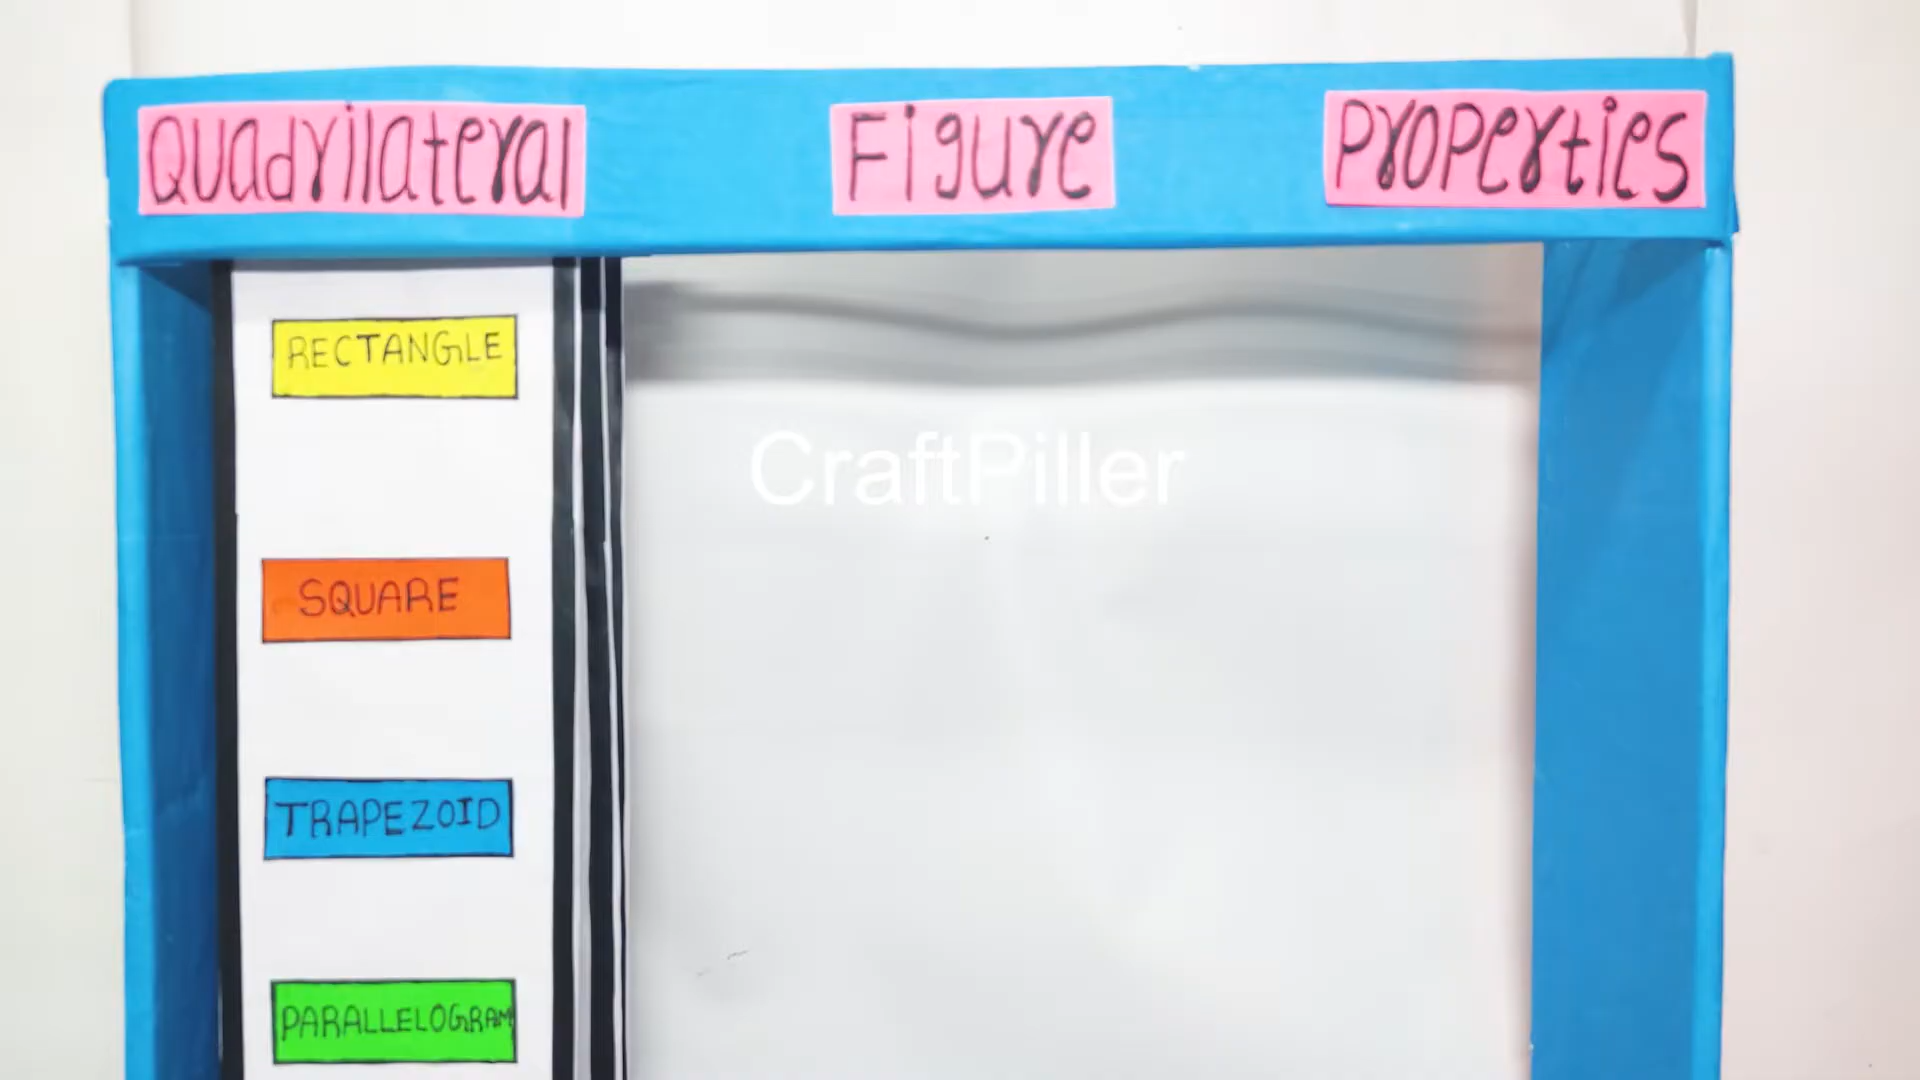 Quadrilateral Figure Properties
RECTANGLE
CraftPiller
SQUARE
TRAPEZOID
PARALLELOGRAM